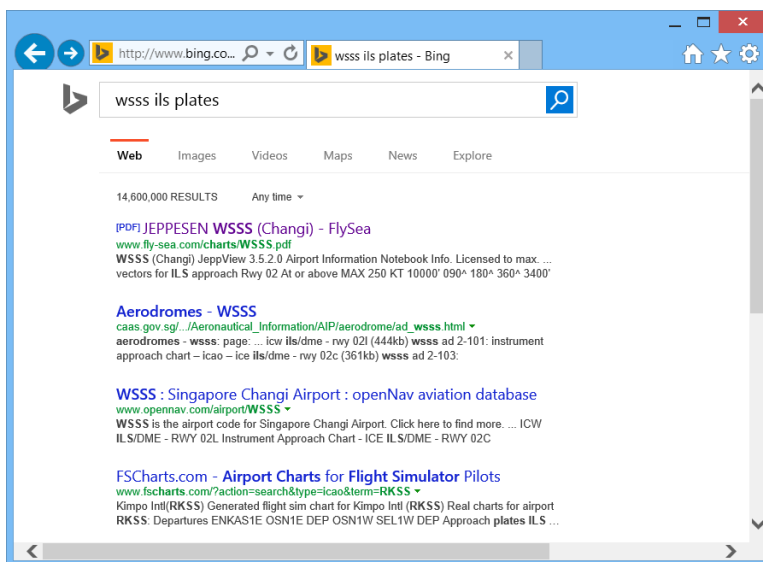 http://www.bing.co...
wsss ils plates - Bing
wsss ils plates
Web Images Videos Maps News Explore
14,600,000 RESULTS Any time
[PDF] JEPPESEN WSSS (Changi) - FlySea
www.fly-sea.com/charts/WSSS.pdf
WSSS (Changi) JeppView 3.5.2.0 Airport Information Notebook Info. Licensed to max. ...
vectors for ILS approach Rwy 02 At or above MAX 250 KT 10000' 090^ 180^ 360^ 3400'
Aerodromes - WSSS
caas.gov.sg/.../Aeronautical_Information/AIP/aerodrome/ad_wsss.html
aerodromes - wsss: page: ... icw ils/dme - rwy 02l (444kb) wsss ad 2-101: instrument
approach chart – icao – ice ils/dme - rwy 02c (361kb) wsss ad 2-103:
WSSS : Singapore Changi Airport : openNav aviation database
www.opennav.com/airport/WSSS
WSSS is the airport code for Singapore Changi Airport. Click here to find more. ... ICW
ILS/DME - RWY 02L Instrument Approach Chart - ICE ILS/DME - RWY 02C
FSCharts.com - Airport Charts for Flight Simulator Pilots
www.fscharts.com/?action=search&type=icao&term=RKSS
Kimpo Intl(RKSS) Generated flight sim chart for Kimpo Intl (RKSS) Real charts for airport
RKSS: Departures ENKAS1E OSN1E DEP OSN1W SEL1W DEP Approach plates ILS ...